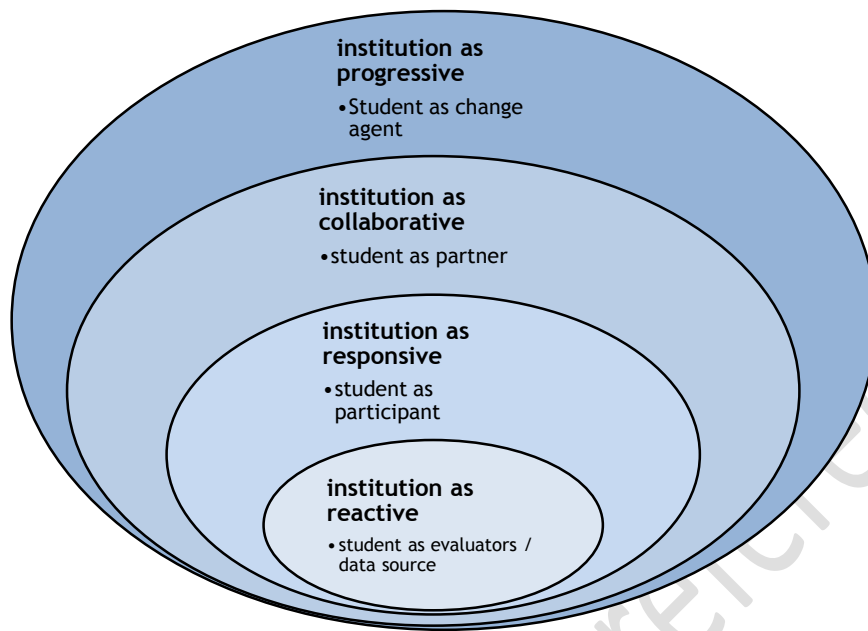 institution as
progressive
•Student as change
agent
institution as
collaborative
•student as partner
institution as
responsive
•student as
participant
institution as
reactive
•student as evaluators /
data source